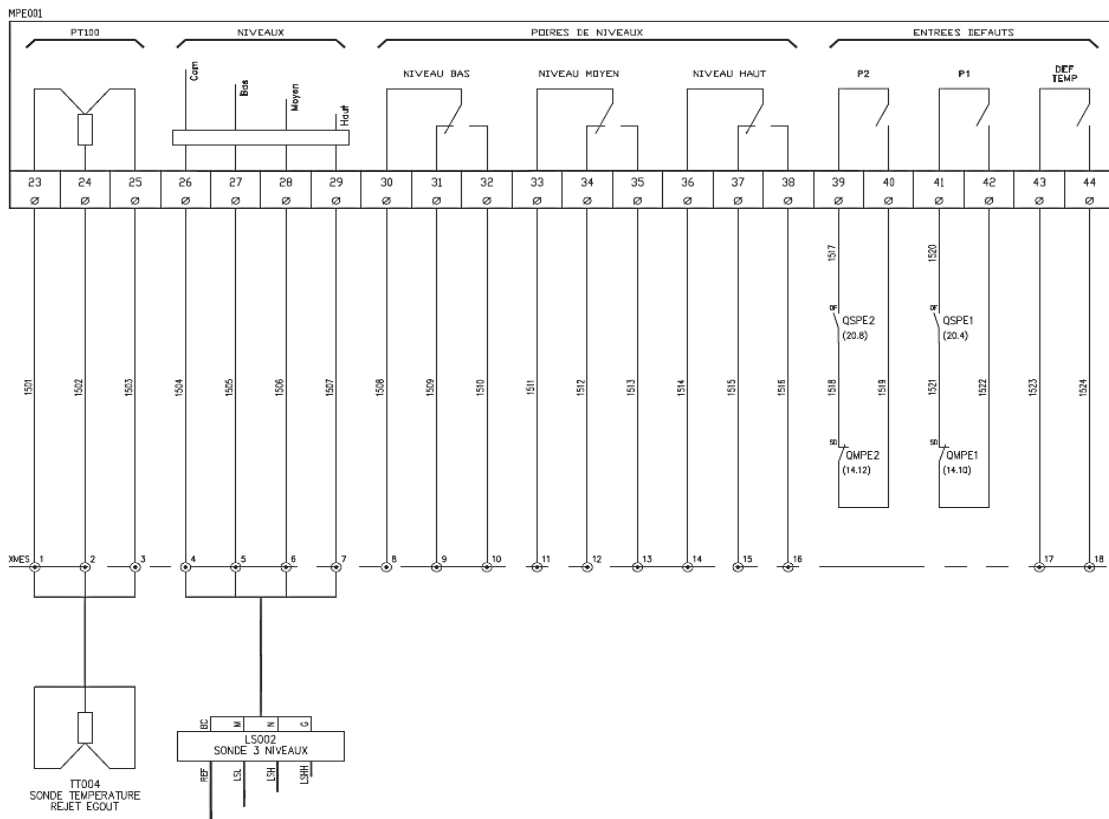 MPE001
PT100 NIVEAUX POIRES DE NIVEAUX ENTREES DEFAUTS
Com Bas Moyen Haut
NIVEAU BAS NIVEAU MOYEN NIVEAU HAUT P2 P1 DEF
TEMP
23 24 25 26 27 28 29 30 31 32 33 34 35 36 37 38 39 40 41 42 43 44
Ø Ø Ø Ø Ø Ø Ø Ø Ø Ø Ø Ø Ø Ø Ø Ø Ø Ø Ø Ø Ø Ø
1517 1520
OF QSPE2 OF QSPE1
(20.8) (20.4)
1501 1502 1503 1504 1505 1506 1507 1508 1509 1510 1511 1512 1513 1514 1515 1516 1518 1519 1521 1522 1523 1524
SD QMPE2 SD QMPE1
(14.12) (14.10)
XMES 1 2 3 4 5 6 7 8 9 10 11 12 13 14 15 16 17 18
BC M N G
LS002
SONDE 3 NIVEAUX
REF LSL LSH LSHH
TT004
SONDE TEMPERATURE
REJET EGOUT